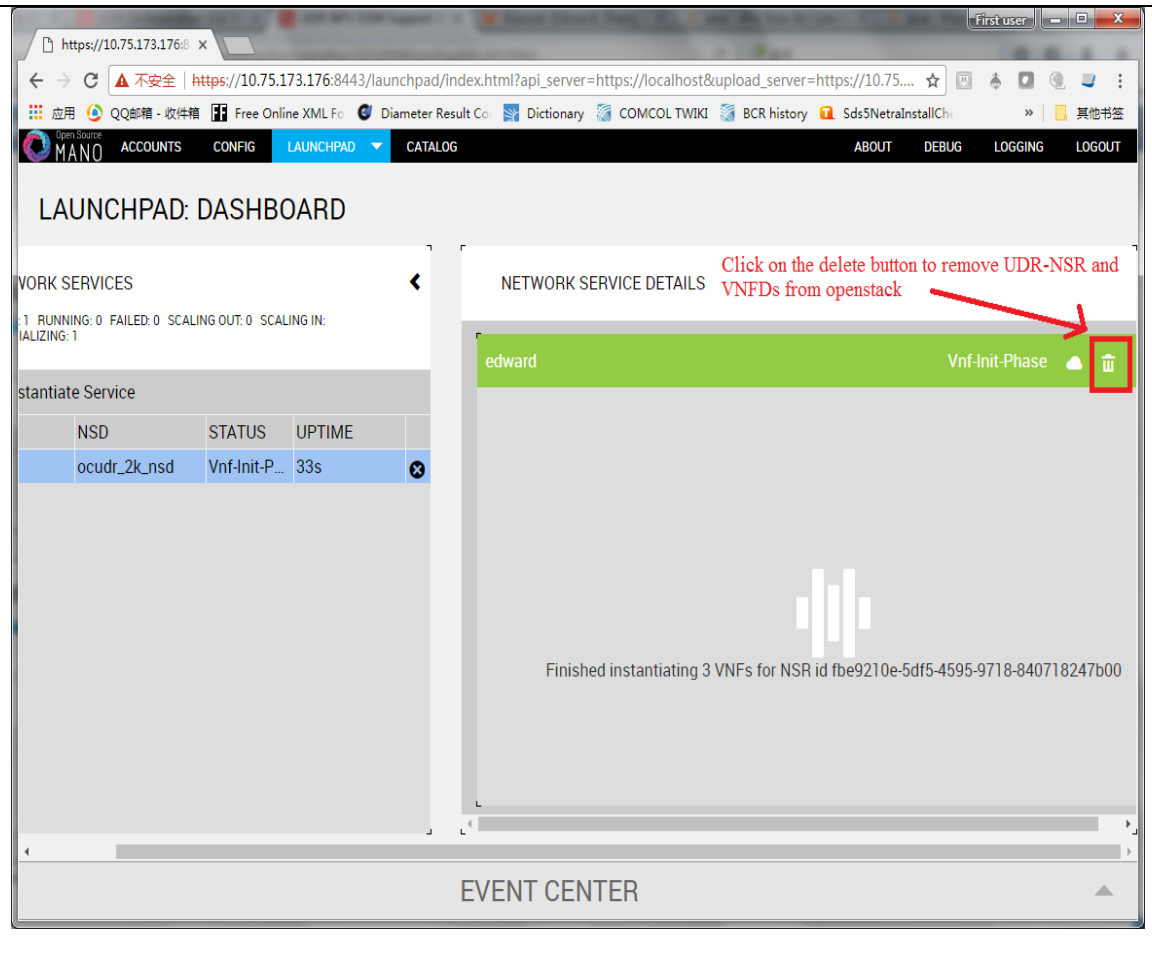 First user
https://10.75.173.176:8
不安全 | https://10.75.173.176:8443/launchpad/index.html?api_server=https://localhost&upload_server=https://10.75....
应用 QQ邮箱 - 收件箱 Free Online XML Fo Diameter Result Co Dictionary COMCOL TWIKI BCR history Sds5NetraInstallChe » 其他书签
Open Source
MANO ACCOUNTS CONFIG LAUNCHPAD CATALOG ABOUT DEBUG LOGGING LOGOUT
LAUNCHPAD: DASHBOARD
WORK SERVICES
: 1 RUNNING: 0 FAILED: 0 SCALING OUT: 0 SCALING IN:
IALIZING: 1
stantiate Service
NSD STATUS UPTIME
ocudr_2k_nsd Vnf-Init-P... 33s
NETWORK SERVICE DETAILS
Click on the delete button to remove UDR-NSR and
VNFDs from openstack
edward Vnf-Init-Phase
Finished instantiating 3 VNFs for NSR id fbe9210e-5df5-4595-9718-840718247b00
EVENT CENTER